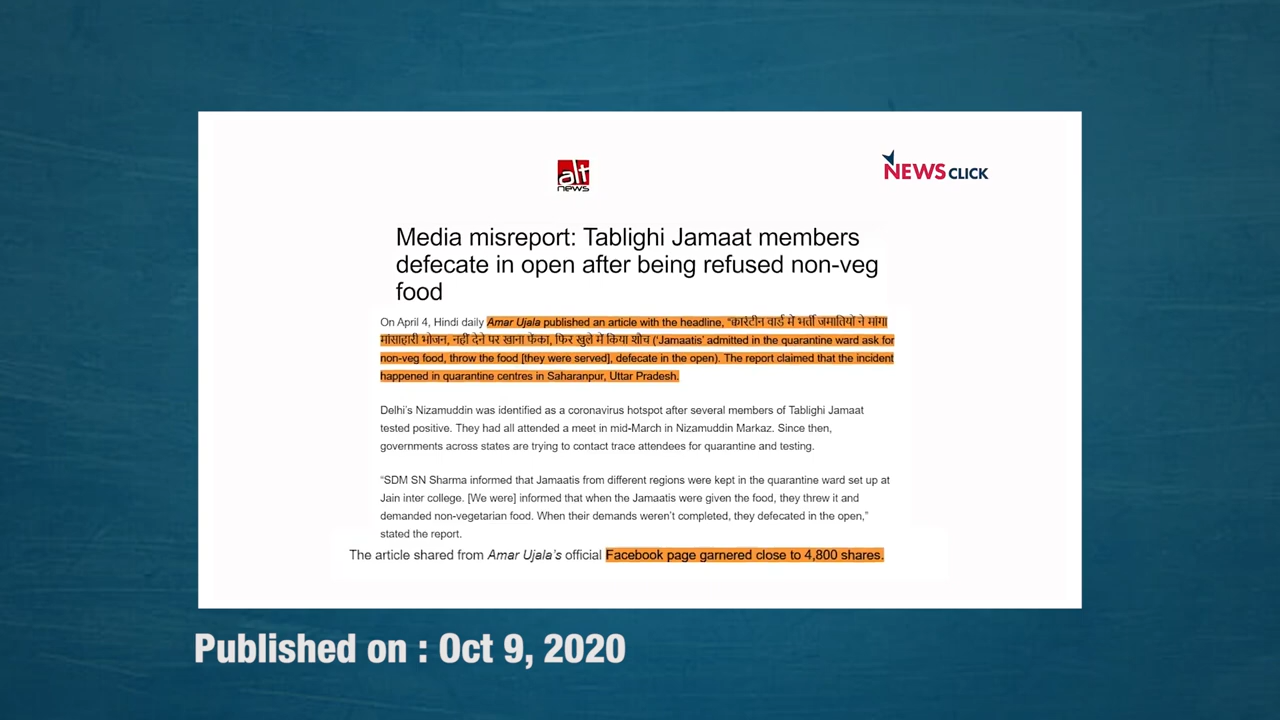 alt
news
NEWS CLICK
Media misreport: Tablighi Jamaat members
defecate in open after being refused non-veg
food
On April 4, Hindi daily Amar Ujala published an article with the headline, “कारंटीन वार्ड में भर्ती जमातियों ने मांगा
मांसाहारी भोजन, नहीं देने पर खाना फेंका, फिर खुले में किया शौच (‘Jamaatis’ admitted in the quarantine ward ask for
non-veg food, throw the food [they were served], defecate in the open). The report claimed that the incident
happened in quarantine centres in Saharanpur, Uttar Pradesh.
Delhi’s Nizamuddin was identified as a coronavirus hotspot after several members of Tablighi Jamaat
tested positive. They had all attended a meet in mid-March in Nizamuddin Markaz. Since then,
governments across states are trying to contact trace attendees for quarantine and testing.
“SDM SN Sharma informed that Jamaatis from different regions were kept in the quarantine ward set up at
Jain inter college. [We were] informed that when the Jamaatis were given the food, they threw it and
demanded non-vegetarian food. When their demands weren’t completed, they defecated in the open,”
stated the report.
The article shared from Amar Ujala’s official Facebook page garnered close to 4,800 shares.
Published on : Oct 9, 2020